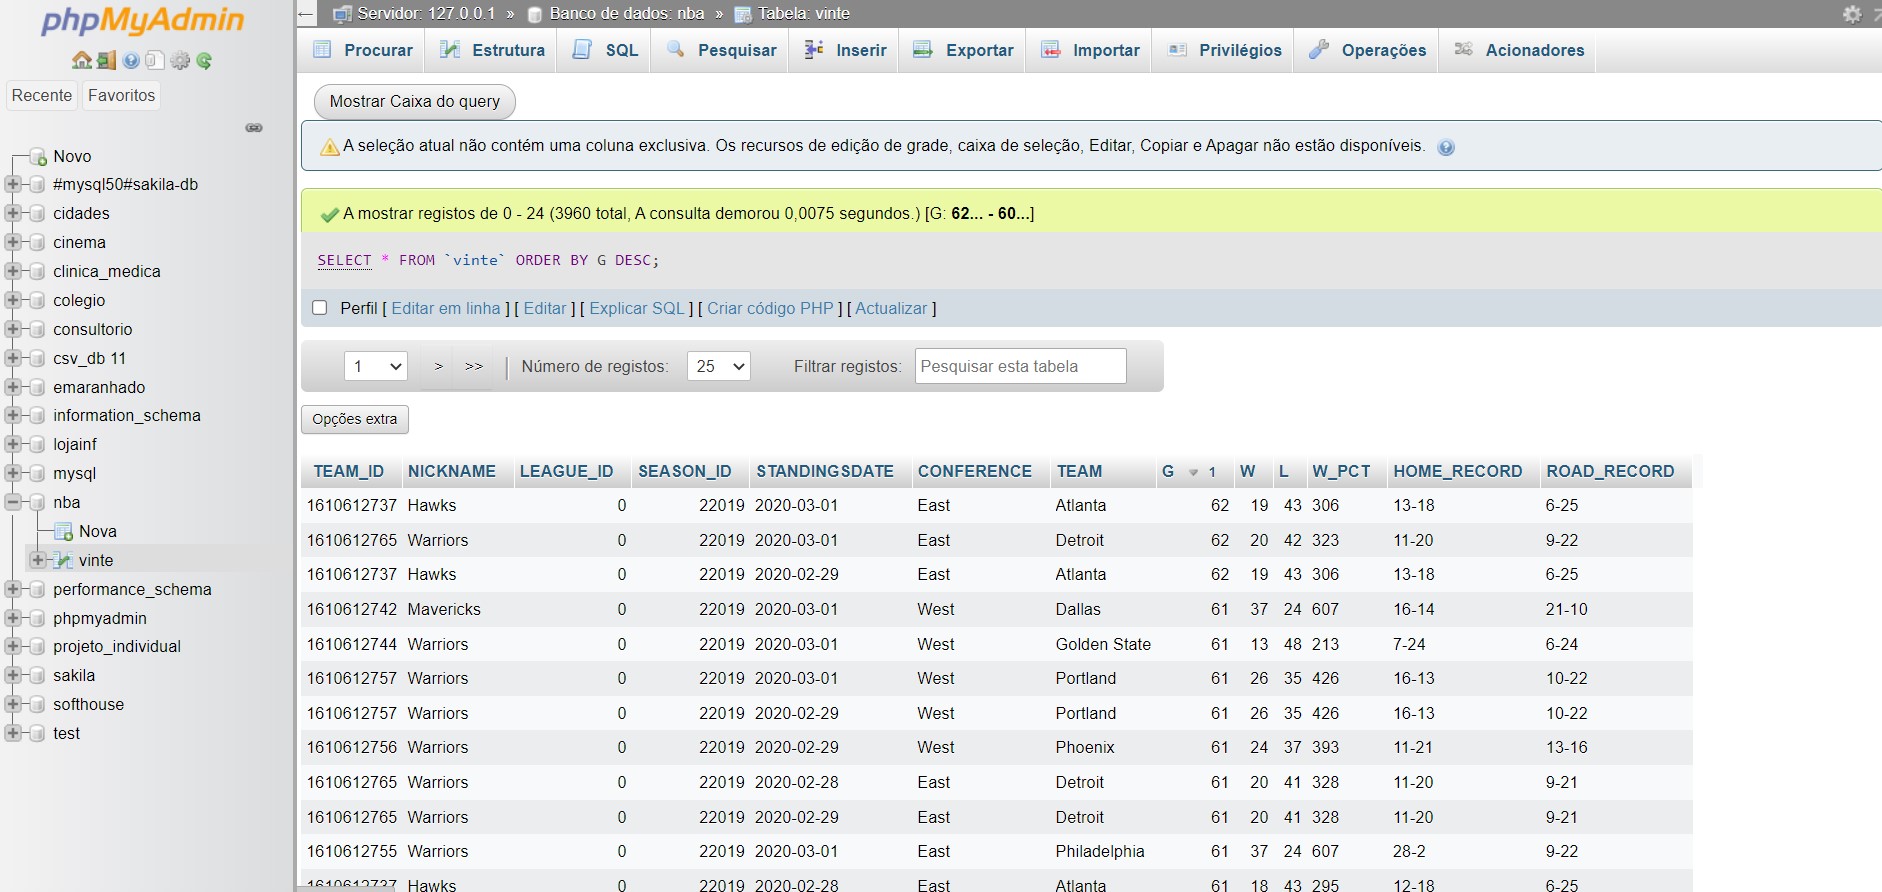 phpMyAdmin
Recente Favoritos
Novo
#mysql50#sakila-db
cidades
cinema
clinica_medica
colegio
consultorio
csv_db 11
emaranhado
information_schema
lojainf
mysql
nba
Nova
vinte
performance_schema
phpmyadmin
projeto_individual
sakila
softhouse
test
Servidor: 127.0.0.1 » Banco de dados: nba » Tabela: vinte
Procurar Estrutura SQL Pesquisar Inserir Exportar Importar Privilégios Operações Acionadores
Mostrar Caixa do query
A seleção atual não contém uma coluna exclusiva. Os recursos de edição de grade, caixa de seleção, Editar, Copiar e Apagar não estão disponíveis.
A mostrar registos de 0 - 24 (3960 total, A consulta demorou 0,0075 segundos.) [G: 62... - 60...]
SELECT * FROM `vinte` ORDER BY G DESC;
Perfil [ Editar em linha ] [ Editar ] [ Explicar SQL ] [ Criar código PHP ] [ Actualizar ]
1 > >> Número de registos: 25 Filtrar registos: Pesquisar esta tabela
Opções extra
TEAM_ID NICKNAME LEAGUE_ID SEASON_ID STANDINGSDATE CONFERENCE TEAM G 1 W L W_PCT HOME_RECORD ROAD_RECORD
1610612737 Hawks 0 22019 2020-03-01 East Atlanta 62 19 43 306 13-18 6-25
1610612765 Warriors 0 22019 2020-03-01 East Detroit 62 20 42 323 11-20 9-22
1610612737 Hawks 0 22019 2020-02-29 East Atlanta 62 19 43 306 13-18 6-25
1610612742 Mavericks 0 22019 2020-03-01 West Dallas 61 37 24 607 16-14 21-10
1610612744 Warriors 0 22019 2020-03-01 West Golden State 61 13 48 213 7-24 6-24
1610612757 Warriors 0 22019 2020-03-01 West Portland 61 26 35 426 16-13 10-22
1610612757 Warriors 0 22019 2020-02-29 West Portland 61 26 35 426 16-13 10-22
1610612756 Warriors 0 22019 2020-02-29 West Phoenix 61 24 37 393 11-21 13-16
1610612765 Warriors 0 22019 2020-02-28 East Detroit 61 20 41 328 11-20 9-21
1610612765 Warriors 0 22019 2020-02-29 East Detroit 61 20 41 328 11-20 9-21
1610612755 Warriors 0 22019 2020-03-01 East Philadelphia 61 37 24 607 28-2 9-22
1610612737 Hawks 0 22019 2020-02-28 East Atlanta 61 18 43 295 12-18 6-25